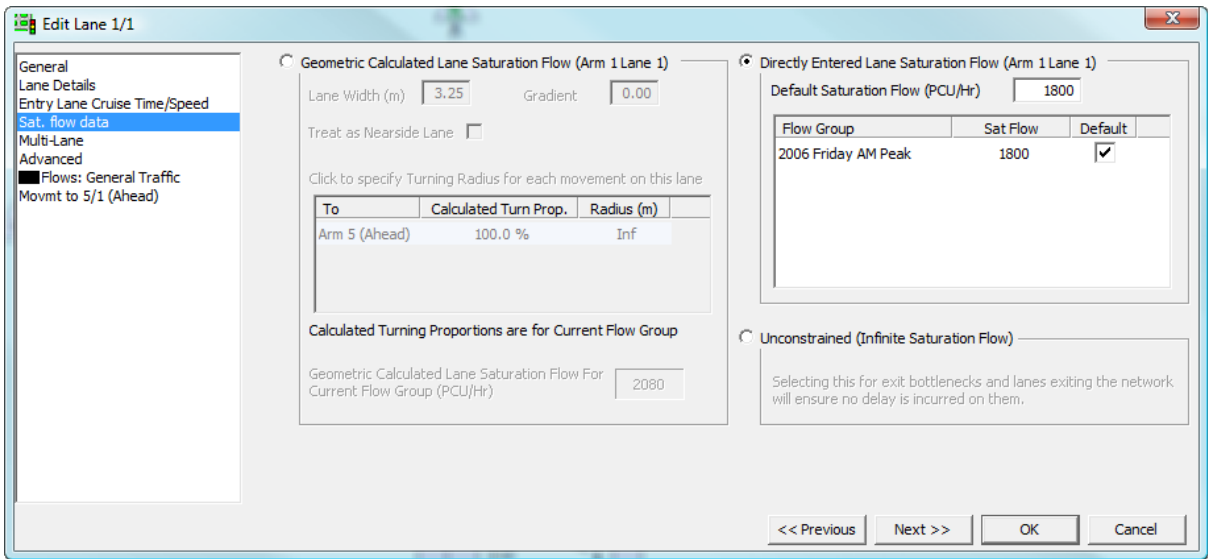 Edit Lane 1/1
General
Lane Details
Entry Lane Cruise Time/Speed
Sat. flow data
Multi-Lane
Advanced
Flows: General Traffic
Movmt to 5/1 (Ahead)
Geometric Calculated Lane Saturation Flow (Arm 1 Lane 1)
Lane Width (m) 3.25 Gradient 0.00
Treat as Nearside Lane
Click to specify Turning Radius for each movement on this lane
To Calculated Turn Prop. Radius (m)
Arm 5 (Ahead) 100.0 % Inf
Calculated Turning Proportions are for Current Flow Group
Geometric Calculated Lane Saturation Flow For
Current Flow Group (PCU/Hr) 2080
Directly Entered Lane Saturation Flow (Arm 1 Lane 1)
Default Saturation Flow (PCU/Hr) 1800
Flow Group Sat Flow Default
2006 Friday AM Peak 1800
Unconstrained (Infinite Saturation Flow)
Selecting this for exit bottlenecks and lanes exiting the network
will ensure no delay is incurred on them.
<< Previous Next >> OK Cancel